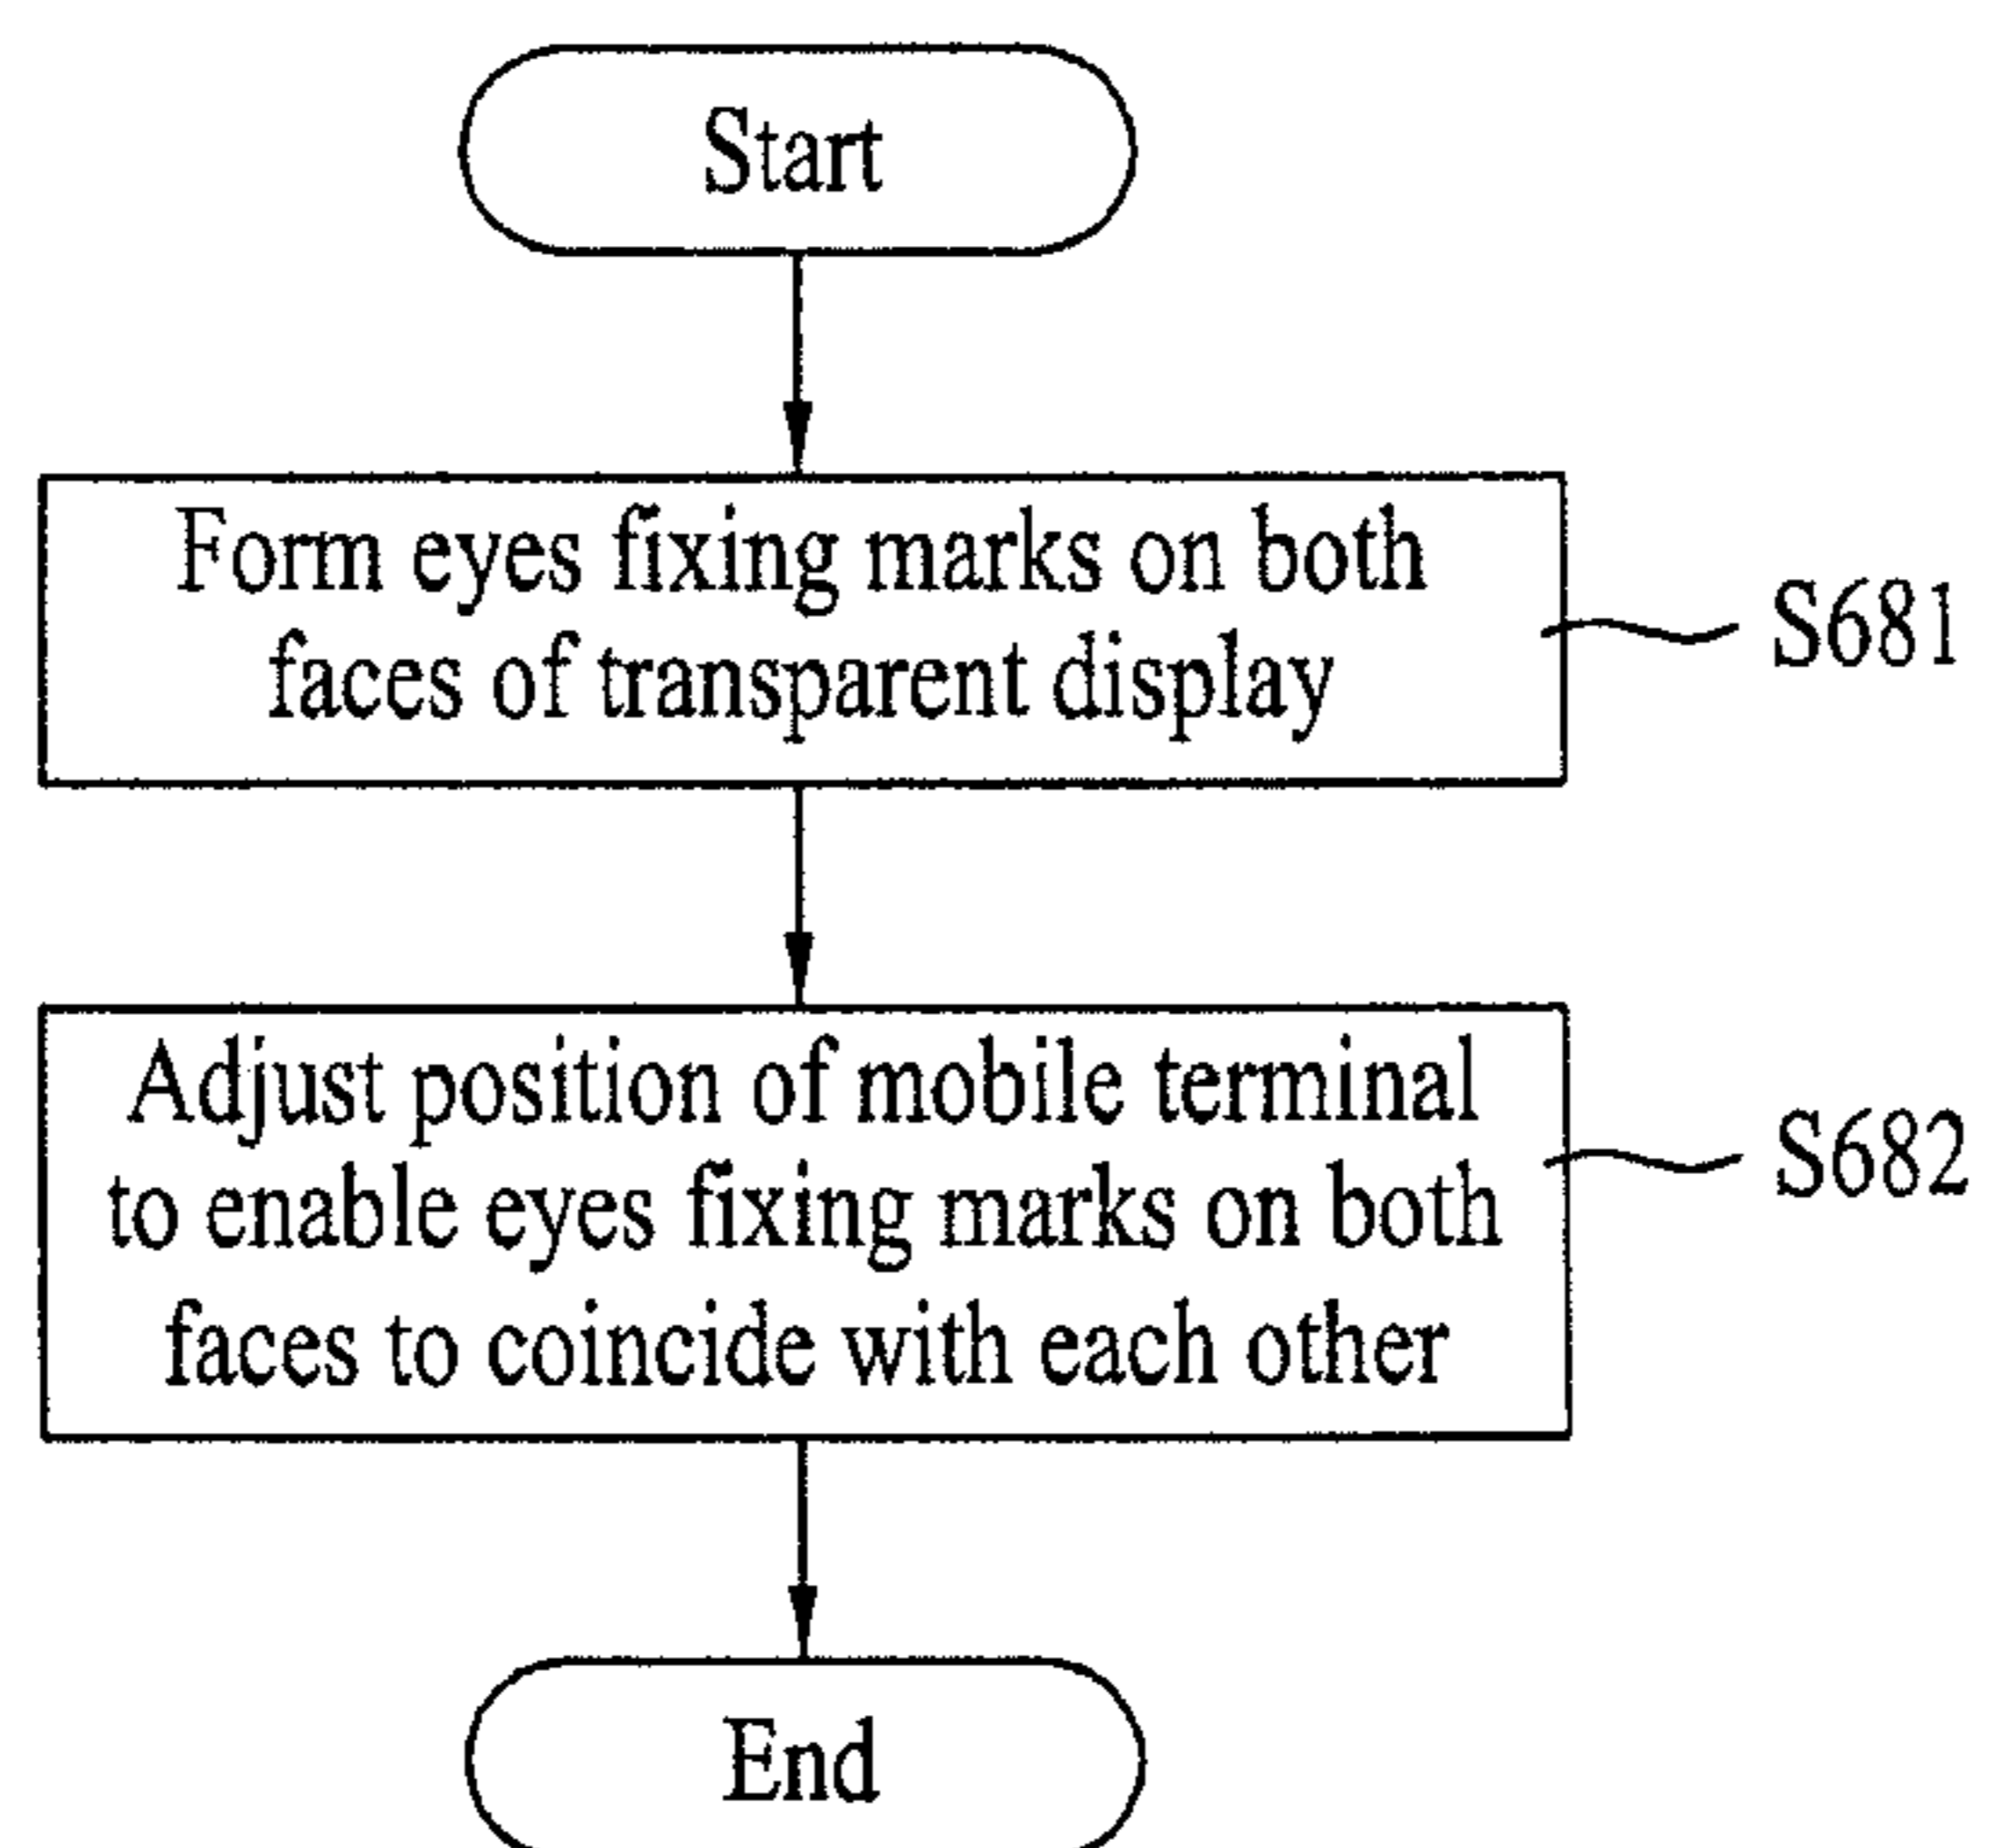 Start
Form eyes fixing marks on both
faces of transparent display
S681
Adjust position of mobile terminal
to enable eyes fixing marks on both
faces to coincide with each other
S682
End